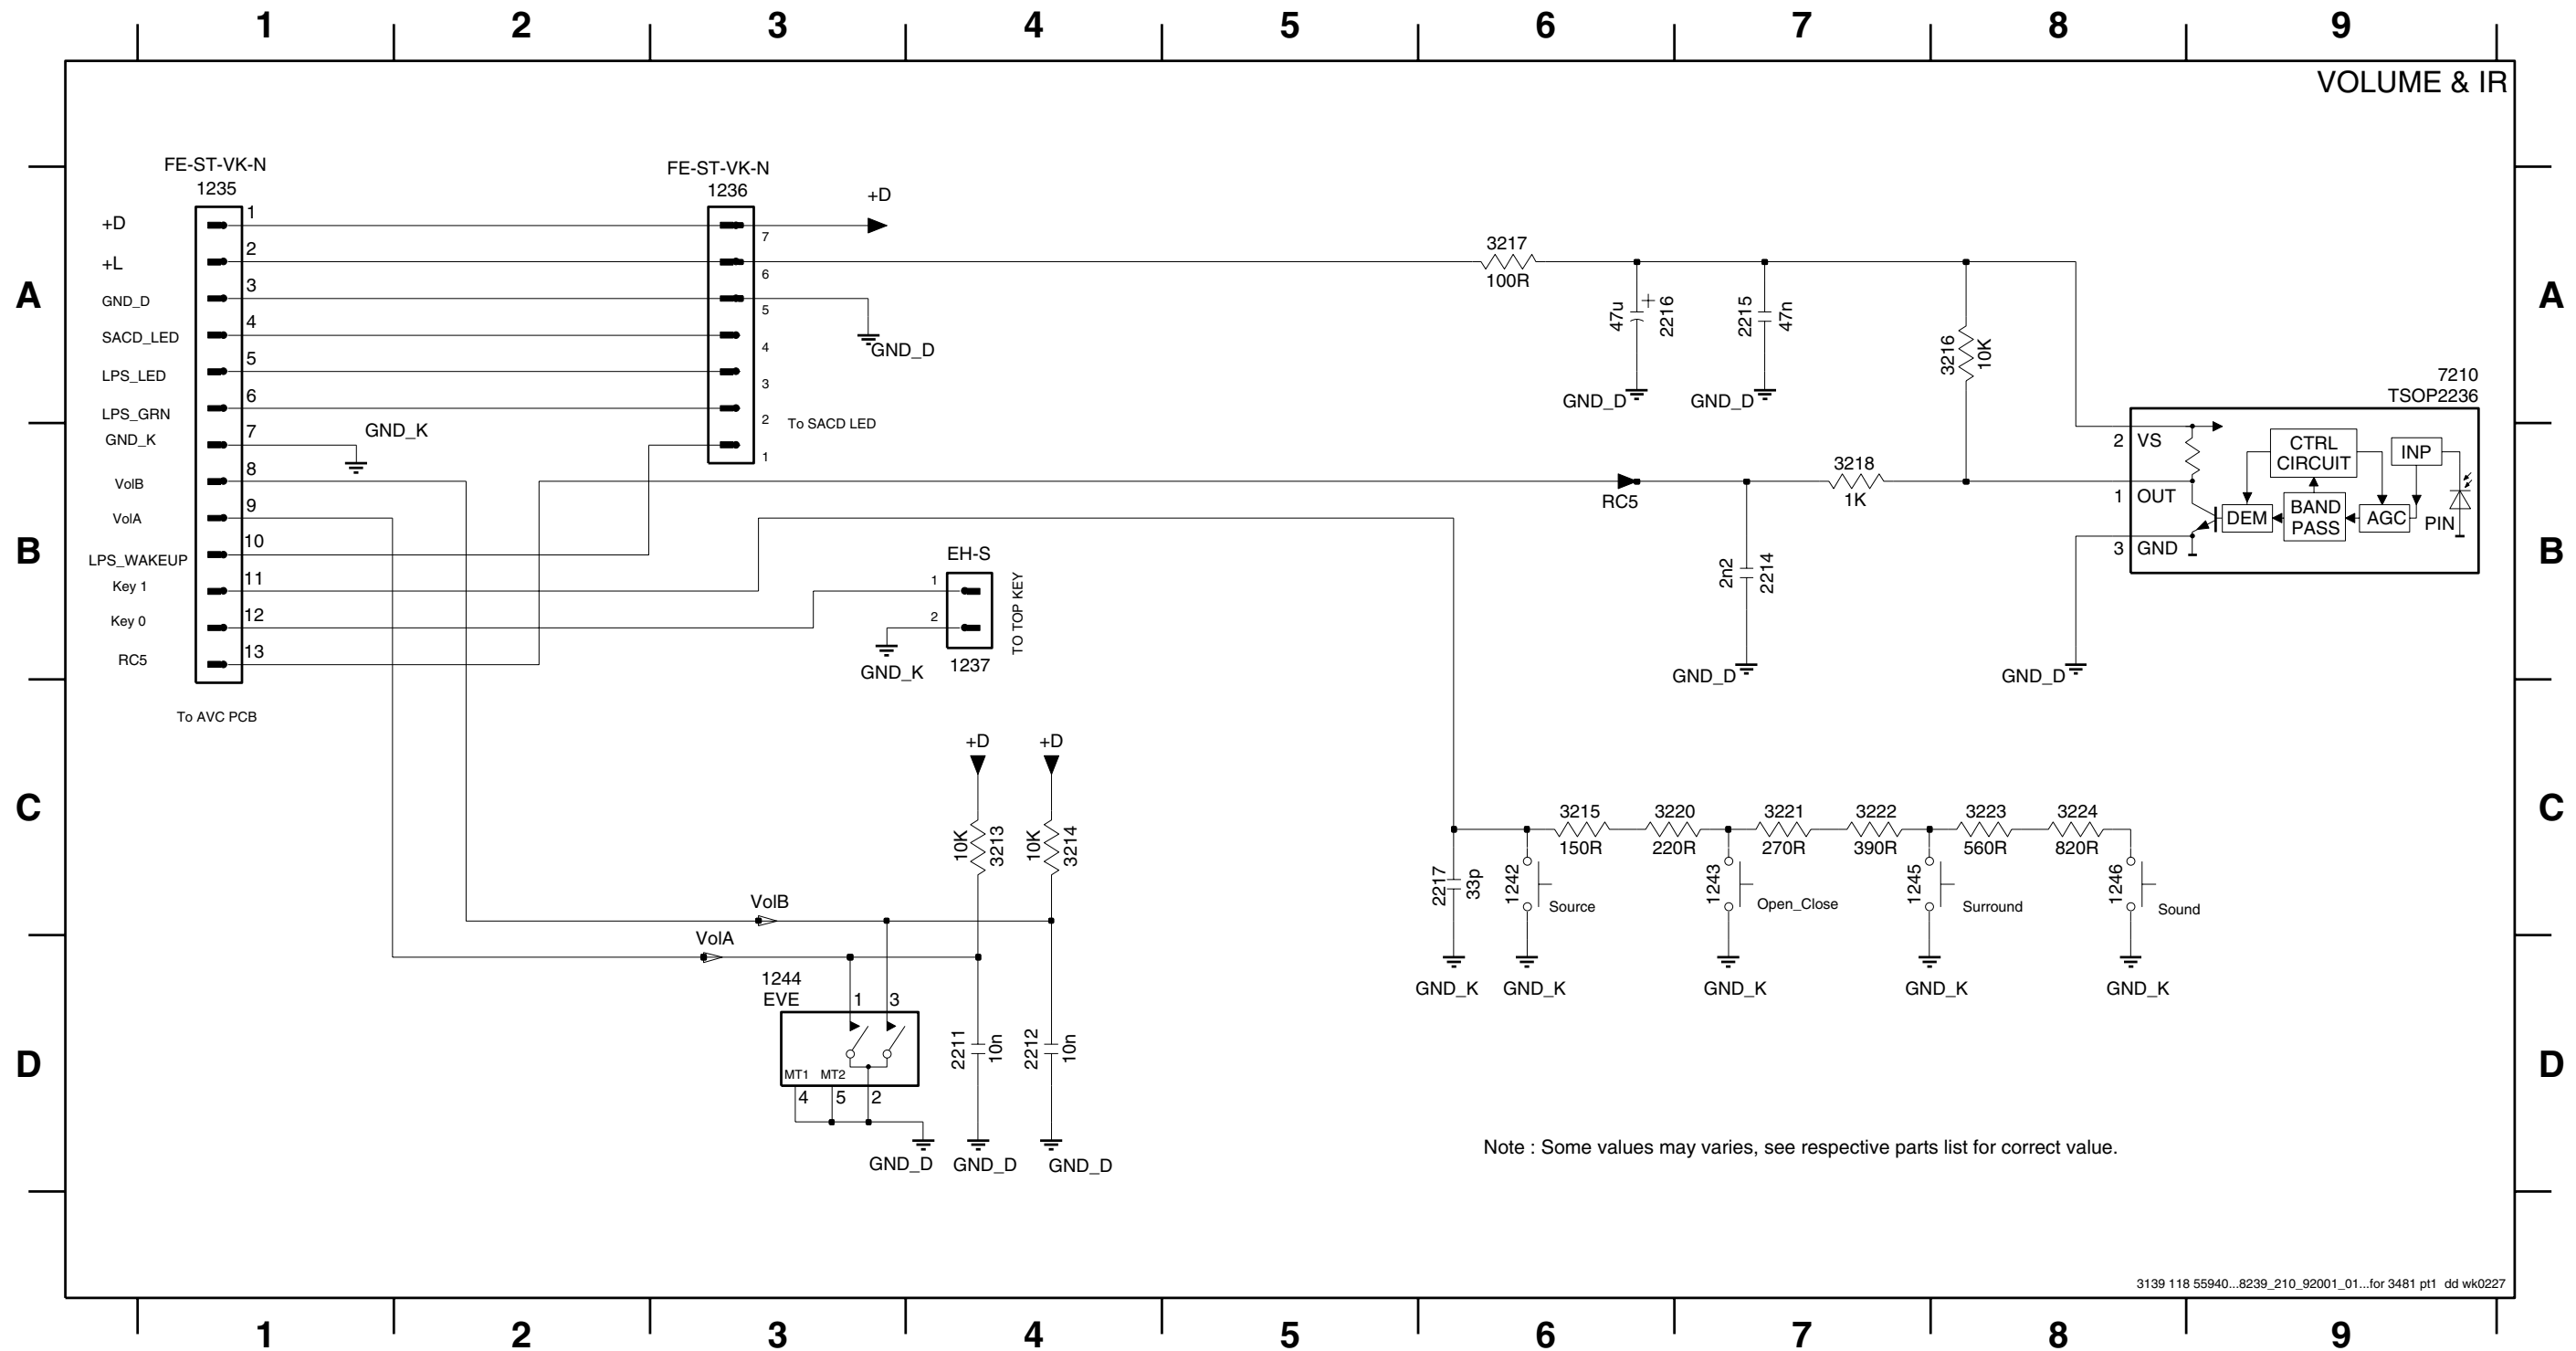 1 2 3 4 5 6 7 8 9
VOLUME & IR
FE-ST-VK-N
1235
+D
+L
GND_D
SACD_LED
LPS_LED
LPS_GRN
GND_K
VolB
VolA
LPS_WAKEUP
Key 1
Key 0
RC5
1
2
3
4
5
6
7
8
9
10
11
12
13
To AVC PCB
GND_K
FE-ST-VK-N
1236
7
6
5
4
3
2
1
To SACD LED
+D
GND_D
EH-S
1
2
1237
TO TOP KEY
GND_K
3217
100R
47u
2216
GND_D
2215
47n
GND_D
3216
10K
RC5
3218
1K
2n2
2214
GND_D
GND_D
7210
TSOP2236
2 VS
1 OUT
3 GND
CTRL
CIRCUIT
INP
DEM
BAND
PASS
AGC
PIN
+D
+D
10K
3213
10K
3214
VolB
VolA
1244
EVE
1 3
MT1 MT2
4 5 2
GND_D
2211
10n
GND_D
2212
10n
GND_D
3215
150R
3220
220R
3221
270R
3222
390R
3223
560R
3224
820R
2217
33p
1242
Source
1243
Open_Close
1245
Surround
1246
Sound
GND_K GND_K GND_K GND_K GND_K
Note : Some values may varies, see respective parts list for correct value.
3139 118 55940...8239_210_92001_01...for 3481 pt1 dd wk0227
A A
B B
C C
D D
1 2 3 4 5 6 7 8 9